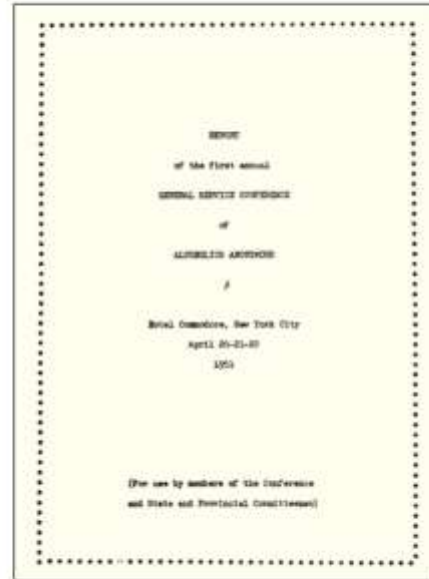 REPORT
of the first annual
GENERAL SERVICE CONFERENCE
of
ALCOHOLICS ANONYMOUS
Hotel Commodore, New York City
April 20-21-22
1951
(For use by members of the Conference
and State and Provincial Committeemen)